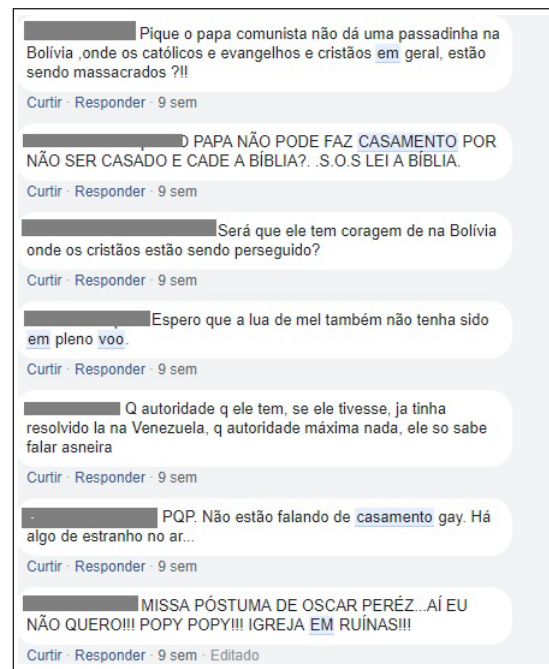 Pique o papa comunista não dá uma passadinha na
Bolívia ,onde os católicos e evangelhos e cristãos em geral, estão
sendo massacrados ?!!
Curtir · Responder · 9 sem
O PAPA NÃO PODE FAZ CASAMENTO POR
NÃO SER CASADO E CADE A BÍBLIA?. .S.O.S LEI A BÍBLIA.
Curtir · Responder · 9 sem
Será que ele tem coragem de na Bolívia
onde os cristãos estão sendo perseguido?
Curtir · Responder · 9 sem
Espero que a lua de mel também não tenha sido
em pleno voo.
Curtir · Responder · 9 sem
Q autoridade q ele tem, se ele tivesse, ja tinha
resolvido la na Venezuela, q autoridade máxima nada, ele so sabe
falar asneira
Curtir · Responder · 9 sem
PQP. Não estão falando de casamento gay. Há
algo de estranho no ar...
Curtir · Responder · 9 sem
MISSA PÓSTUMA DE OSCAR PERÉZ...AÍ EU
NÃO QUERO!!! POPY POPY!!! IGREJA EM RUÍNAS!!!
Curtir · Responder · 9 sem · Editado